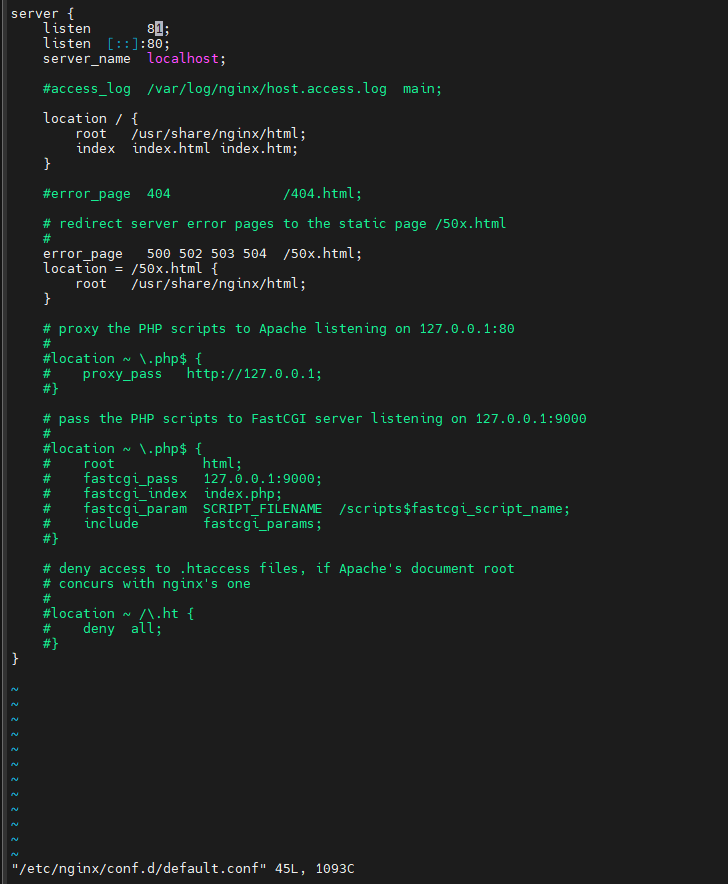 server {
    listen       81;
    listen  [::]:80;
    server_name  localhost;

    #access_log  /var/log/nginx/host.access.log  main;

    location / {
        root   /usr/share/nginx/html;
        index  index.html index.htm;
    }

    #error_page  404              /404.html;

    # redirect server error pages to the static page /50x.html
    #
    error_page   500 502 503 504  /50x.html;
    location = /50x.html {
        root   /usr/share/nginx/html;
    }

    # proxy the PHP scripts to Apache listening on 127.0.0.1:80
    #
    #location ~ \.php$ {
    #    proxy_pass   http://127.0.0.1;
    #}

    # pass the PHP scripts to FastCGI server listening on 127.0.0.1:9000
    #
    #location ~ \.php$ {
    #    root           html;
    #    fastcgi_pass   127.0.0.1:9000;
    #    fastcgi_index  index.php;
    #    fastcgi_param  SCRIPT_FILENAME  /scripts$fastcgi_script_name;
    #    include        fastcgi_params;
    #}

    # deny access to .htaccess files, if Apache's document root
    # concurs with nginx's one
    #
    #location ~ /\.ht {
    #    deny  all;
    #}
}

~
~
~
~
~
~
~
~
~
~
~
~
"/etc/nginx/conf.d/default.conf" 45L, 1093C